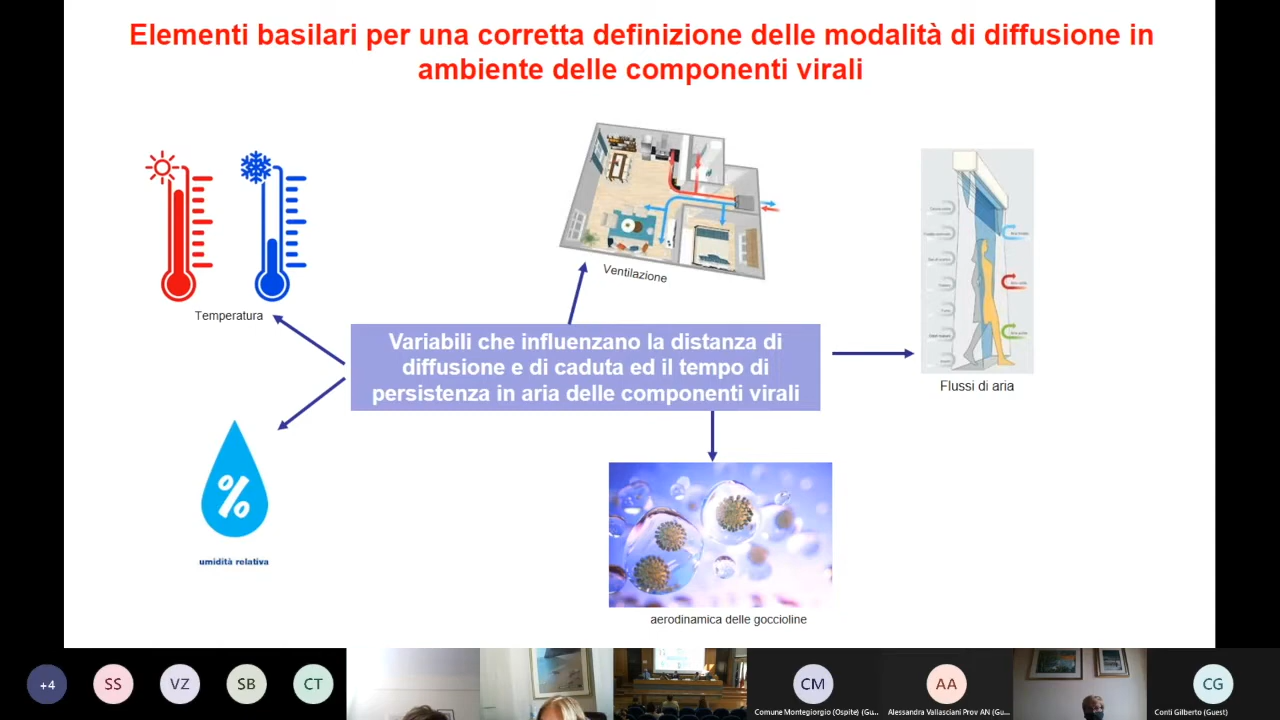 Elementi basilari per una corretta definizione delle modalità di diffusione in
ambiente delle componenti virali
Ventilazione
Temperatura
Variabili che influenzano la distanza di
diffusione e di caduta ed il tempo di
persistenza in aria delle componenti virali
Flussi di aria
%
umidità relativa
aerodinamica delle goccioline
+4
SS
VZ
SB
CT
CM
AA
CG
Comune Montegiorgio (Ospite) (Gu...
Alessandra Vallasciani Prov AN (Gu...
Conti Gilberto (Guest)